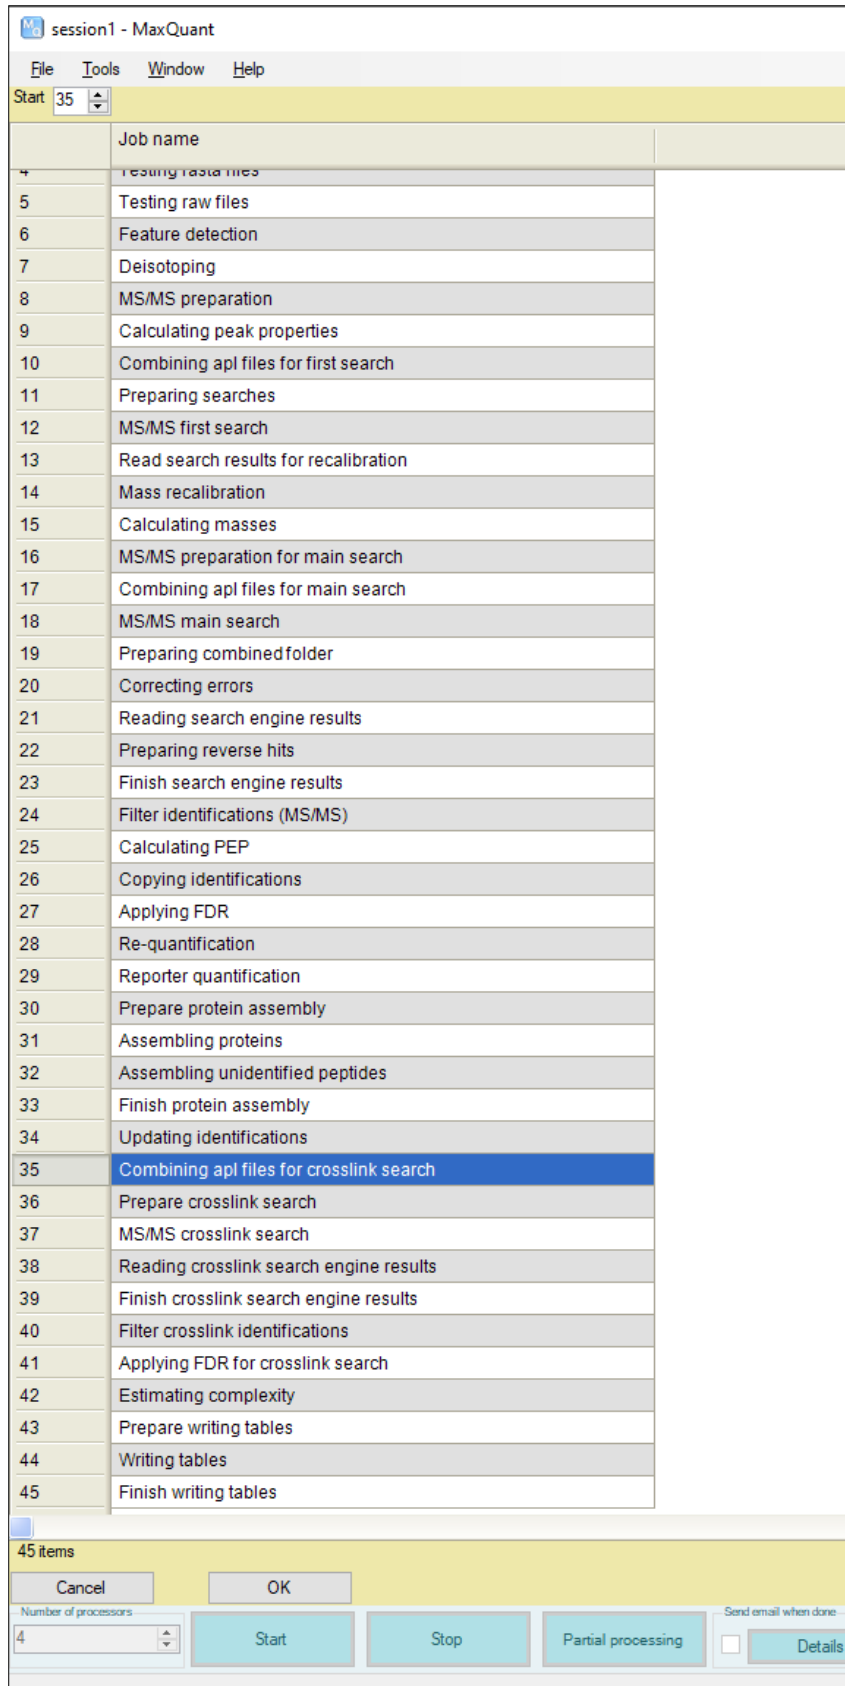 session1 - MaxQuant
File Tools Window Help
Start 35
Job name
4 Testing fasta files
5 Testing raw files
6 Feature detection
7 Deisotoping
8 MS/MS preparation
9 Calculating peak properties
10 Combining apl files for first search
11 Preparing searches
12 MS/MS first search
13 Read search results for recalibration
14 Mass recalibration
15 Calculating masses
16 MS/MS preparation for main search
17 Combining apl files for main search
18 MS/MS main search
19 Preparing combined folder
20 Correcting errors
21 Reading search engine results
22 Preparing reverse hits
23 Finish search engine results
24 Filter identifications (MS/MS)
25 Calculating PEP
26 Copying identifications
27 Applying FDR
28 Re-quantification
29 Reporter quantification
30 Prepare protein assembly
31 Assembling proteins
32 Assembling unidentified peptides
33 Finish protein assembly
34 Updating identifications
35 Combining apl files for crosslink search
36 Prepare crosslink search
37 MS/MS crosslink search
38 Reading crosslink search engine results
39 Finish crosslink search engine results
40 Filter crosslink identifications
41 Applying FDR for crosslink search
42 Estimating complexity
43 Prepare writing tables
44 Writing tables
45 Finish writing tables
45 items
Cancel OK
Number of processors Send email when done
4 Start Stop Partial processing Details